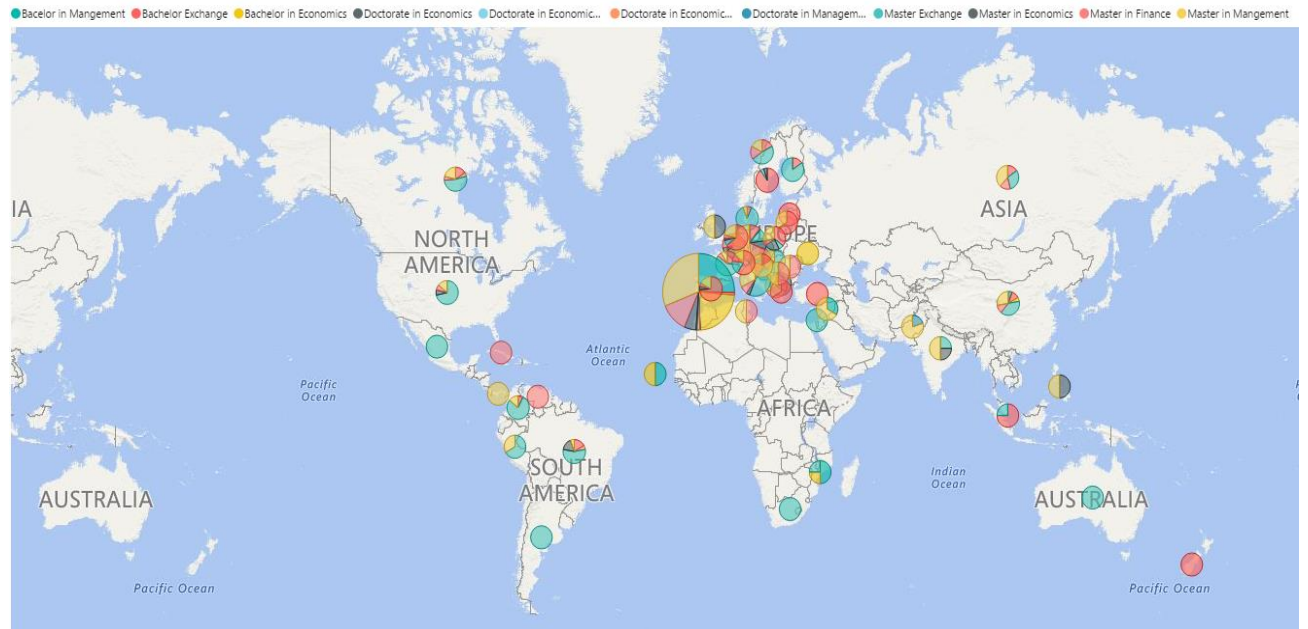 Bacelor in Mangement Bachelor Exchange Bachelor in Economics Doctorate in Economics Doctorate in Economic... Doctorate in Economic... Doctorate in Managem... Master Exchange Master in Economics Master in Finance Master in Mangement
IA
ASIA
NORTH
AMERICA
OPE
Atlantic
Ocean
Pacific
Ocean
AFRICA
SOUTH
AMERICA
Indian
Ocean
AUSTRALIA
AUSTRALIA
Pacific Ocean
Pacific Ocean